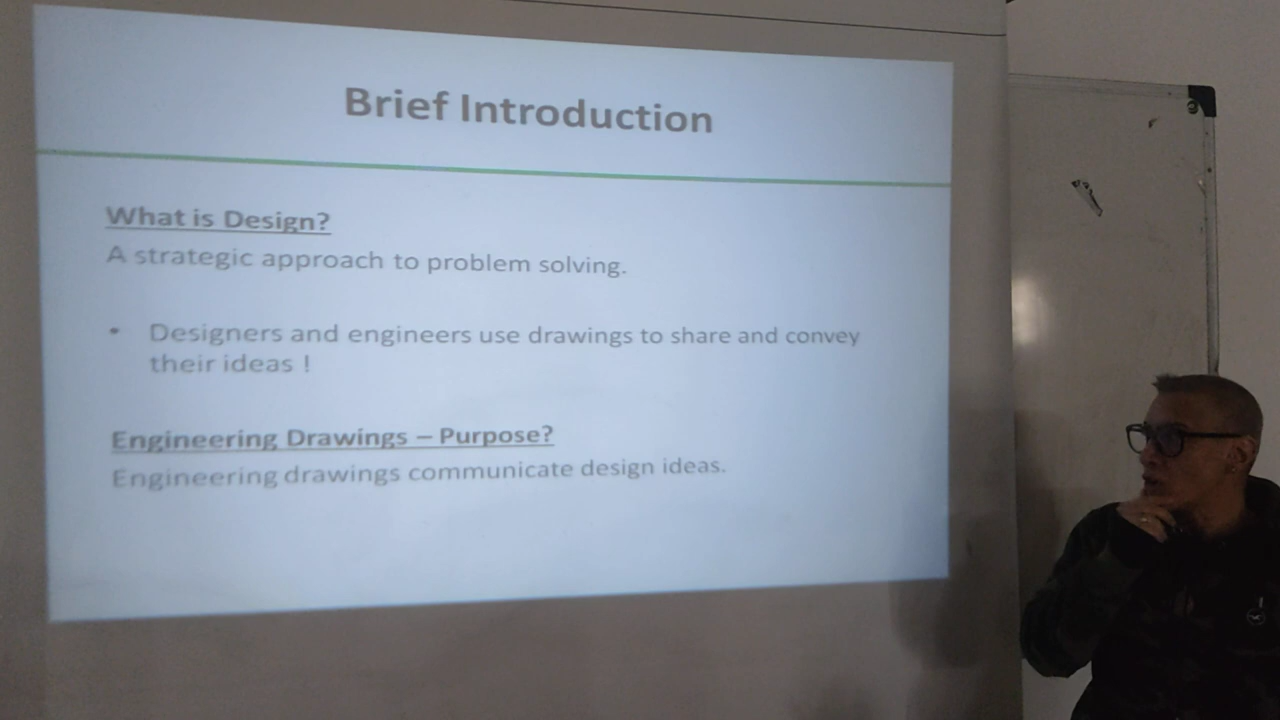 Brief Introduction
What is Design?
A strategic approach to problem solving.
• Designers and engineers use drawings to share and convey
their ideas !
Engineering Drawings – Purpose?
Engineering drawings communicate design ideas.